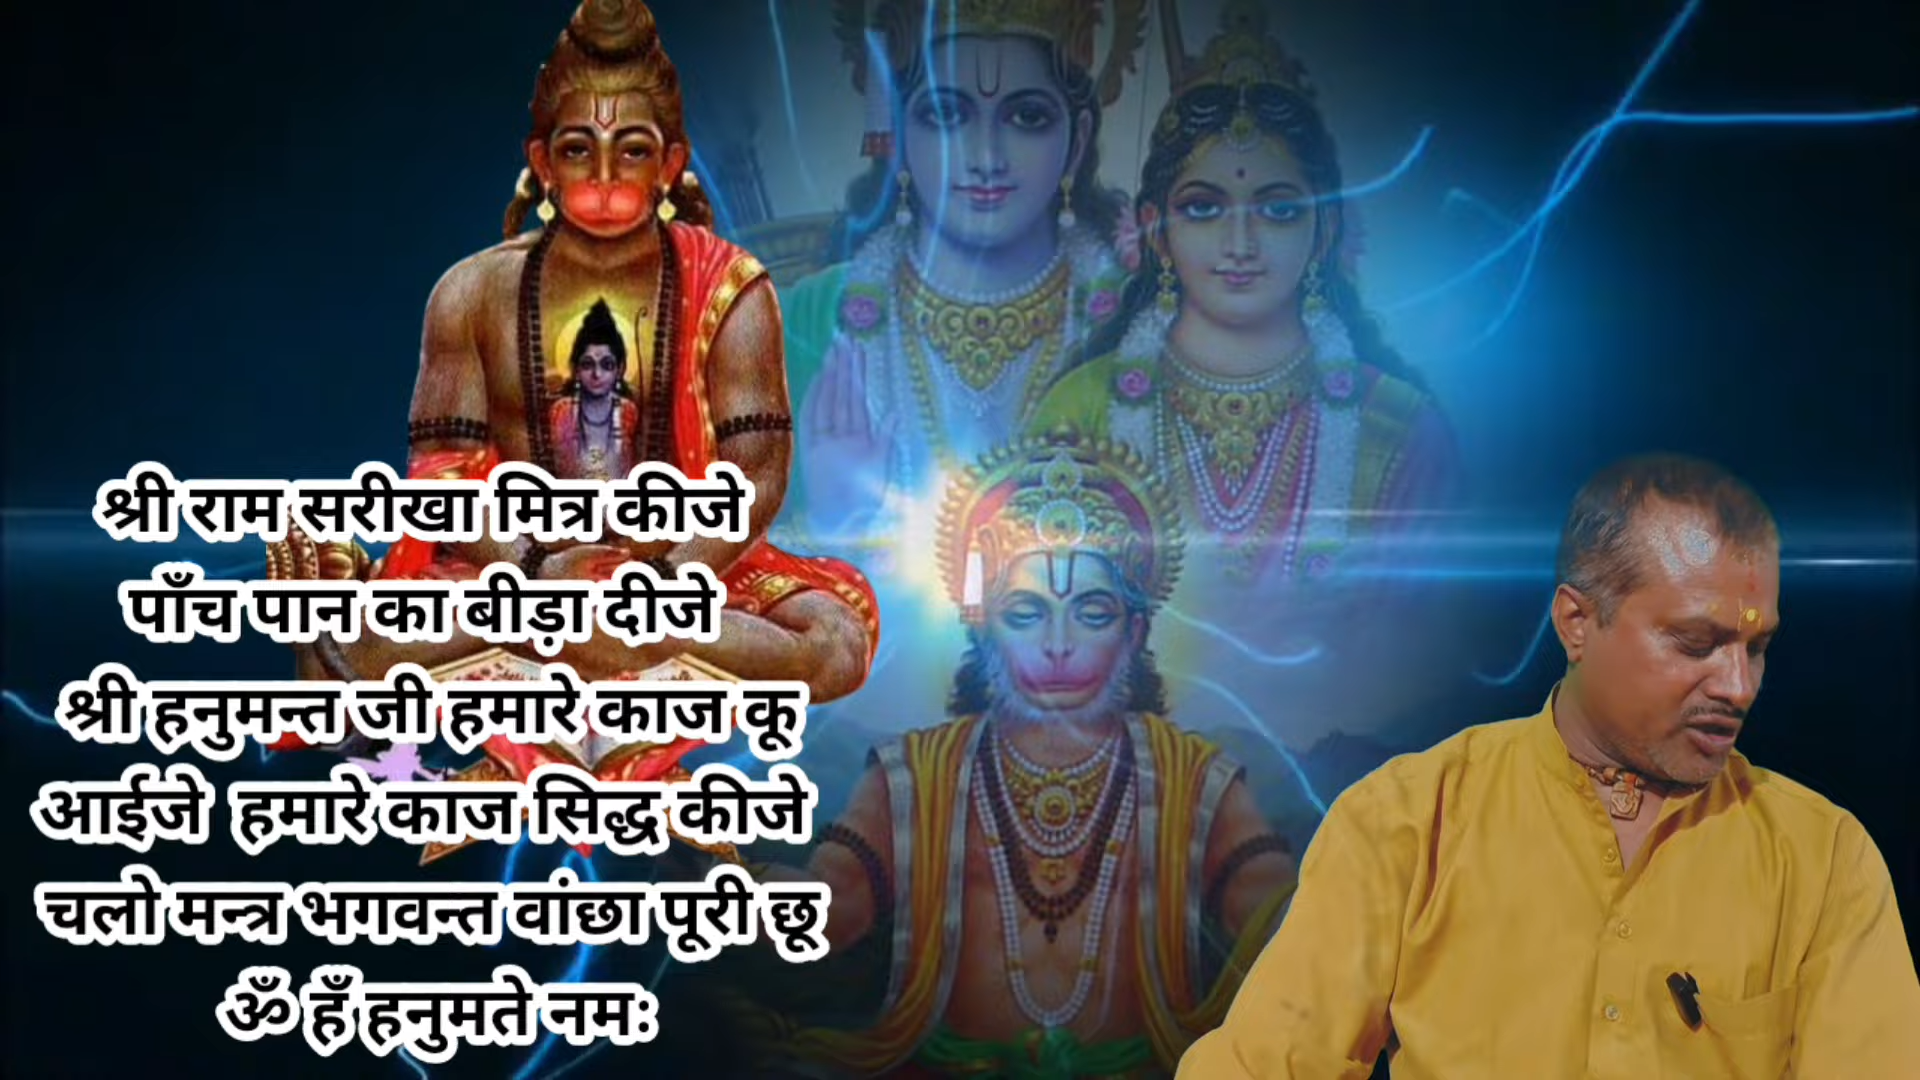 श्री राम सरीखा मित्र कीजे
पाँच पान का बीड़ा दीजे
श्री हनुमन्त जी हमारे काज कू
आईजे हमारे काज सिद्ध कीजे
चलो मन्त्र भगवन्त वांछा पूरी छू
ॐ हँ हनुमते नमः